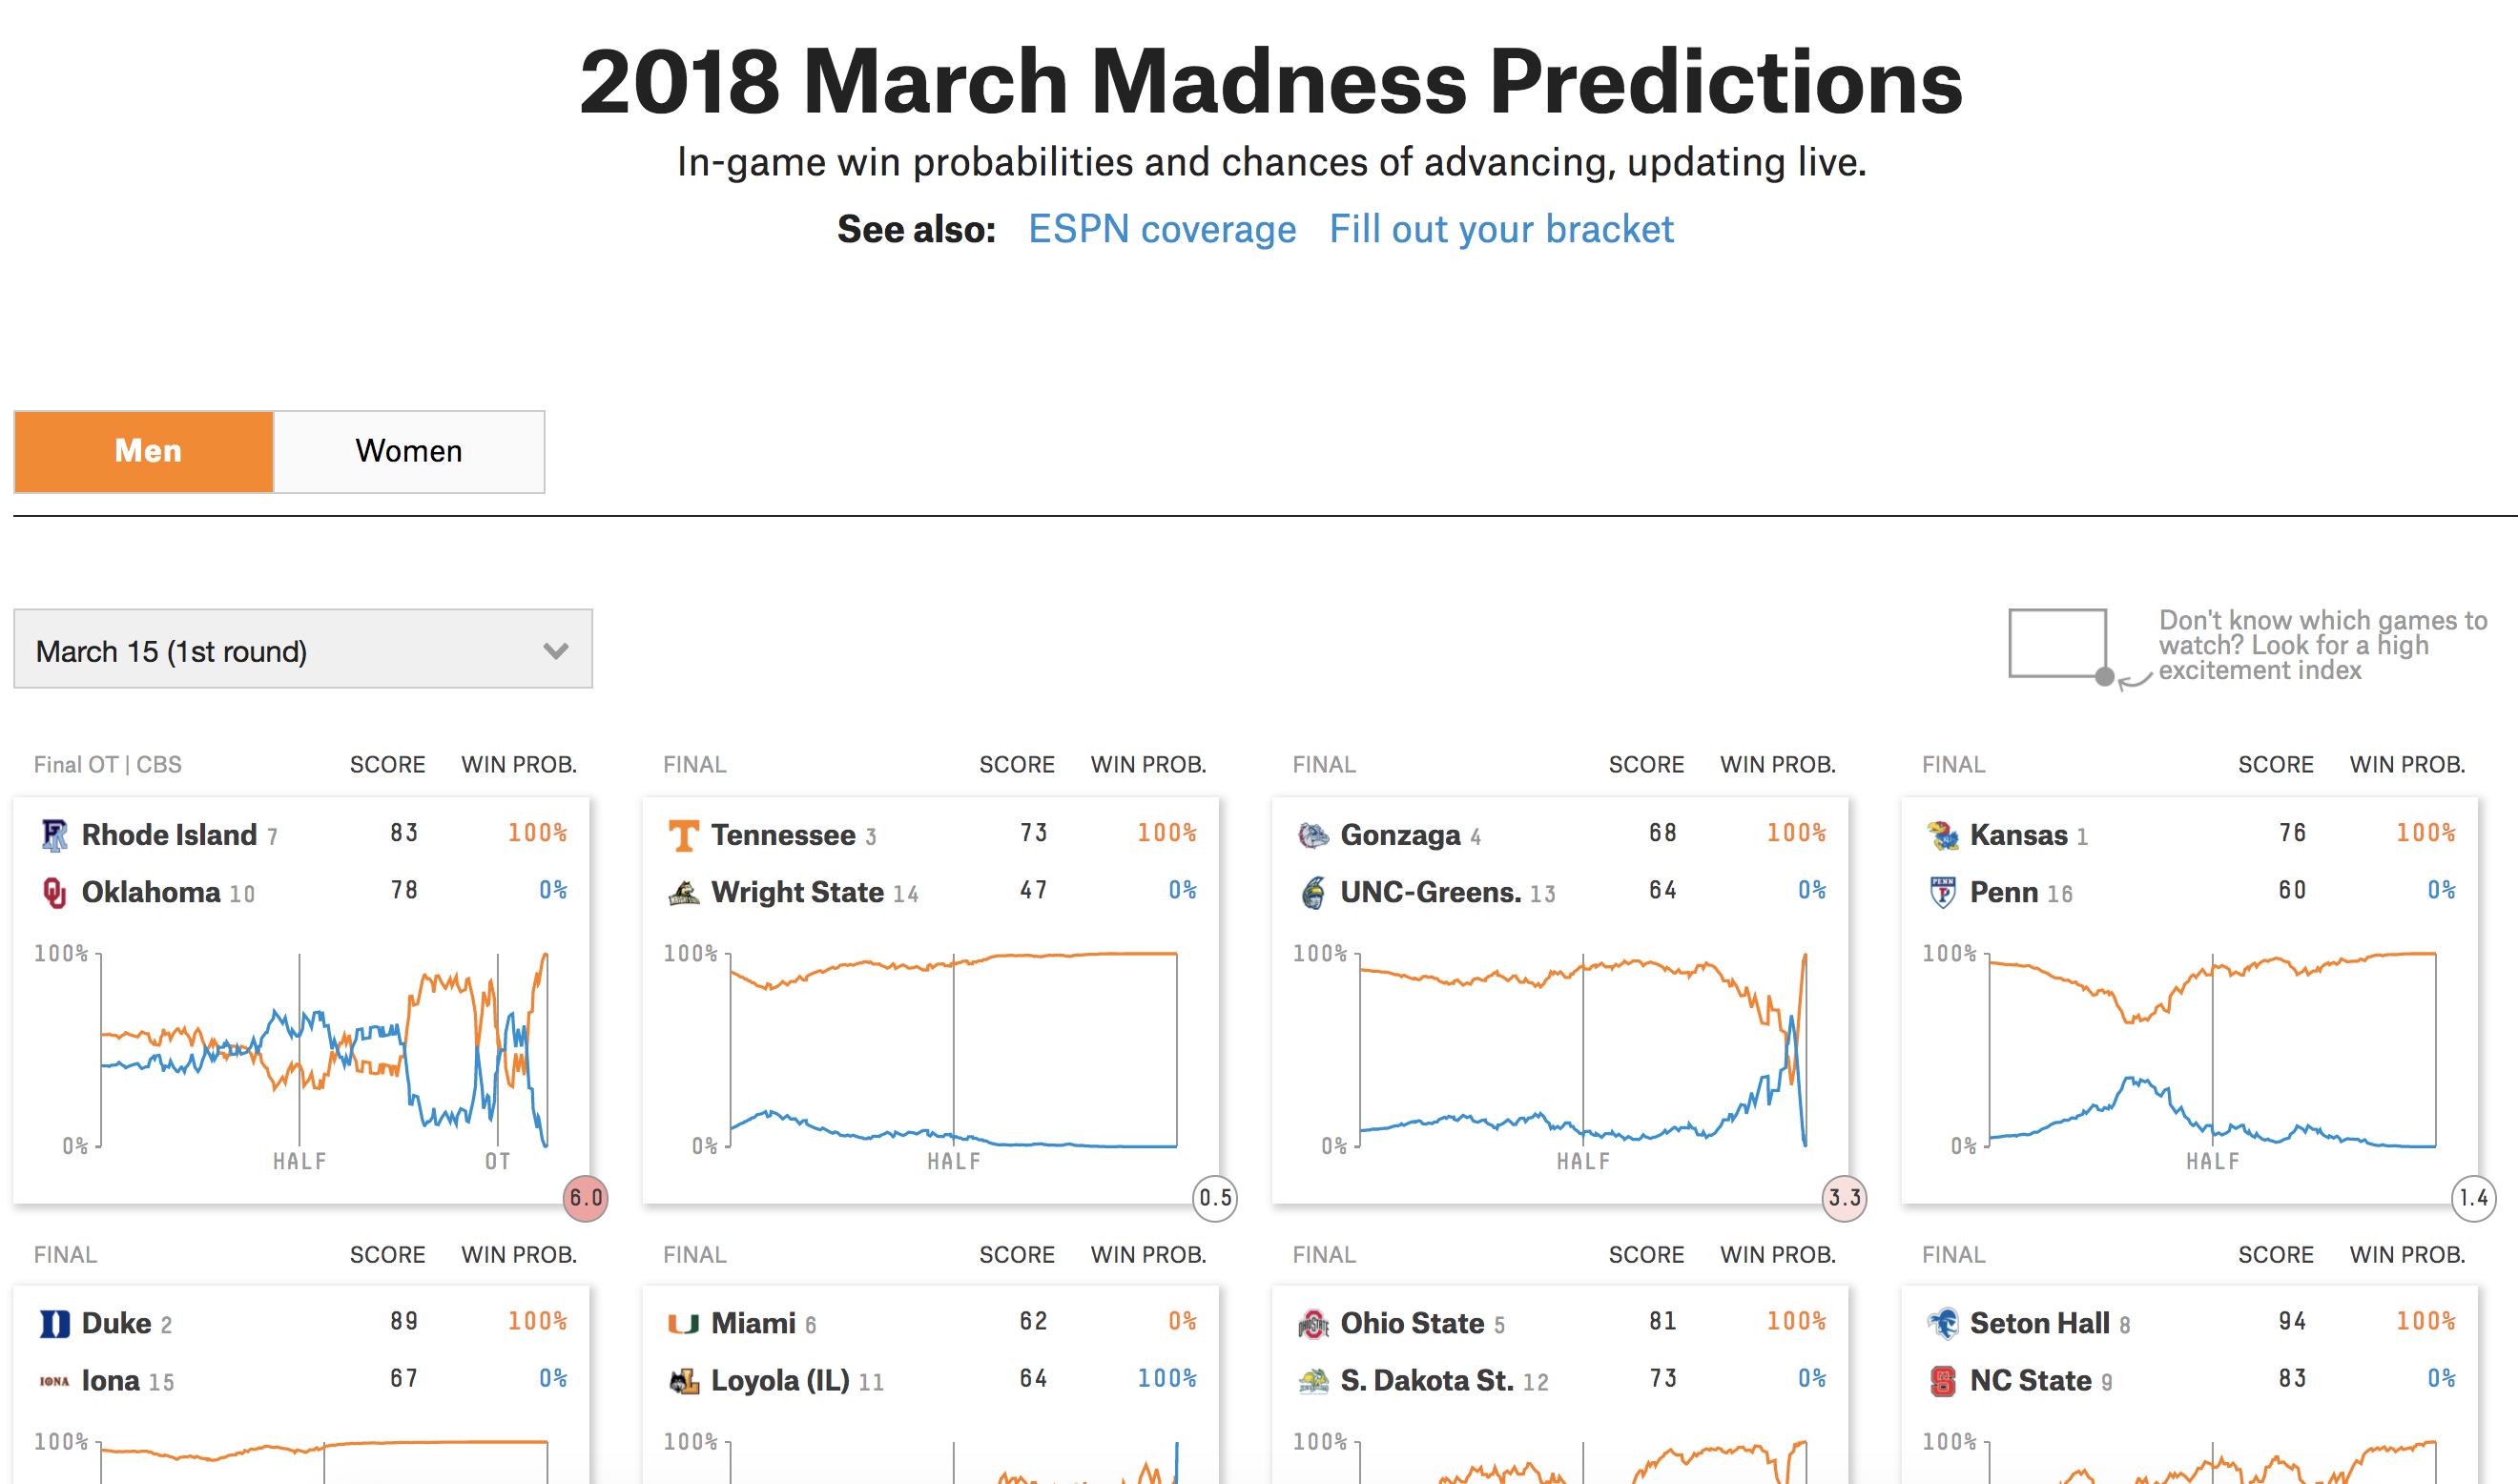 2018 March Madness Predictions
In-game win probabilities and chances of advancing, updating live.
See also: ESPN coverage Fill out your bracket
Men Women
March 15 (1st round)
Don't know which games to
watch? Look for a high
excitement index
Final OT | CBS SCORE WIN PROB.
Rhode Island 7 83 100%
Oklahoma 10 78 0%
100%
0%
HALF OT
6.0
FINAL SCORE WIN PROB.
Tennessee 3 73 100%
Wright State 14 47 0%
100%
0%
HALF
0.5
FINAL SCORE WIN PROB.
Gonzaga 4 68 100%
UNC-Greens. 13 64 0%
100%
0%
HALF
3.3
FINAL SCORE WIN PROB.
Kansas 1 76 100%
Penn 16 60 0%
100%
0%
HALF
1.4
FINAL SCORE WIN PROB.
Duke 2 89 100%
IONA Iona 15 67 0%
100%
FINAL SCORE WIN PROB.
Miami 6 62 0%
Loyola (IL) 11 64 100%
100%
FINAL SCORE WIN PROB.
Ohio State 5 81 100%
S. Dakota St. 12 73 0%
100%
FINAL SCORE WIN PROB.
Seton Hall 8 94 100%
NC State 9 83 0%
100%